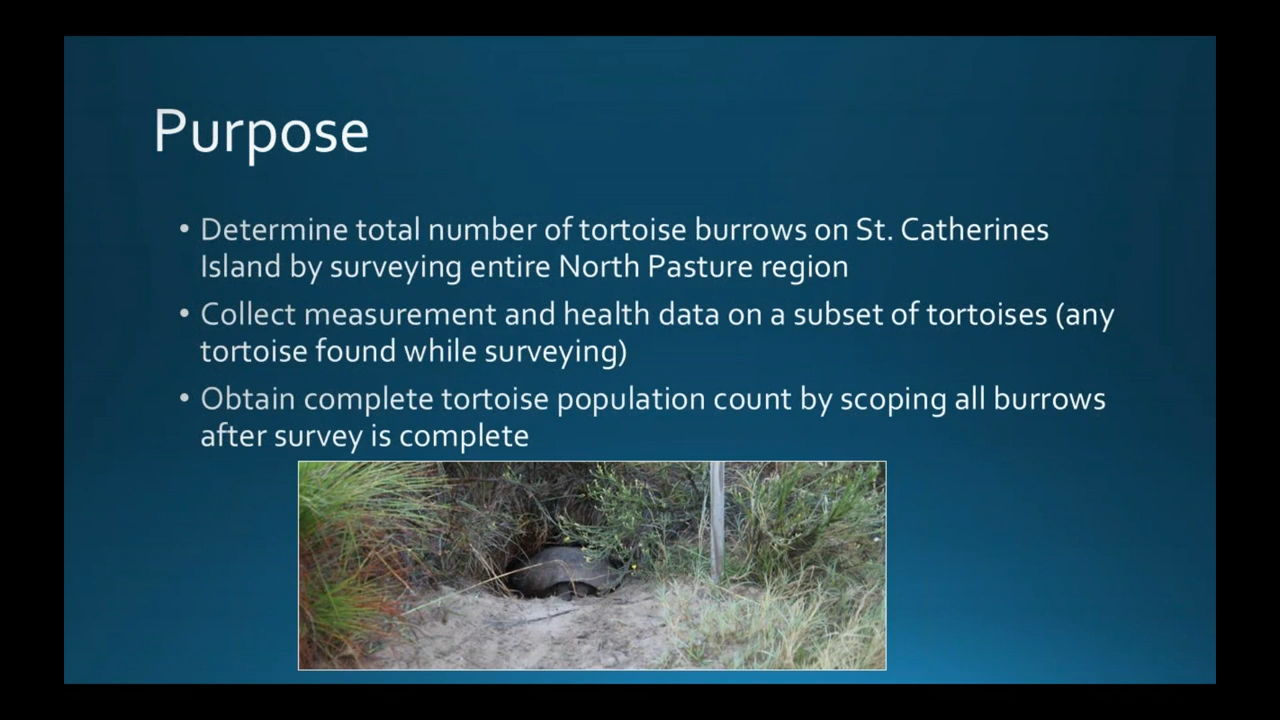 Purpose
• Determine total number of tortoise burrows on St. Catherines
Island by surveying entire North Pasture region
• Collect measurement and health data on a subset of tortoises (any
tortoise found while surveying)
• Obtain complete tortoise population count by scoping all burrows
after survey is complete